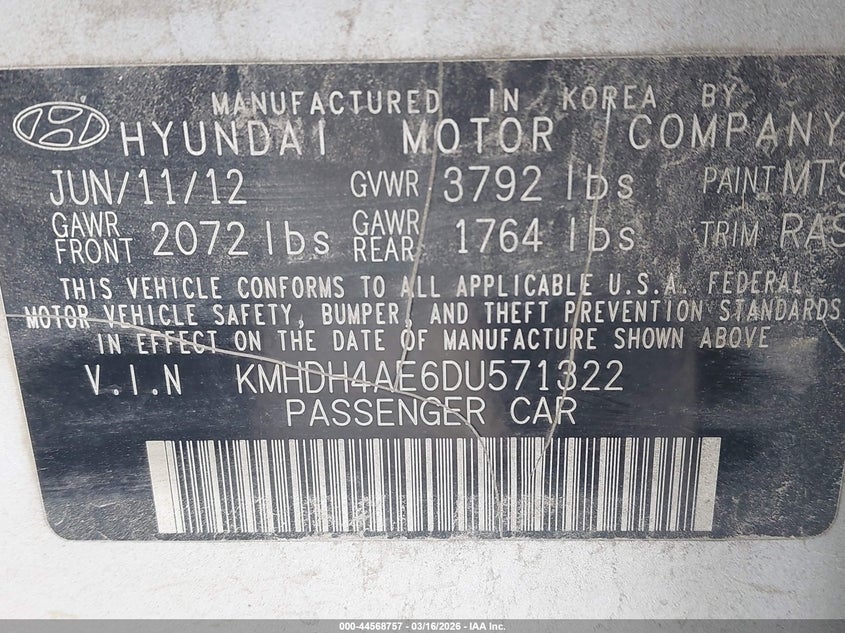 MANUFACTURED IN KOREA BY
HYUNDAI MOTOR COMPANY
JUN/11/12 GVWR 3792 lbs PAINT MTS
GAWR FRONT 2072 lbs GAWR REAR 1764 lbs TRIM RAS
THIS VEHICLE CONFORMS TO ALL APPLICABLE U.S.A. FEDERAL
MOTOR VEHICLE SAFETY, BUMPER, AND THEFT PREVENTION STANDARDS
IN EFFECT ON THE DATE OF MANUFACTURE SHOWN ABOVE
V.I.N KMHDH4AE6DU571322
PASSENGER CAR
000-44568757 - 03/16/2026 - IAA Inc.